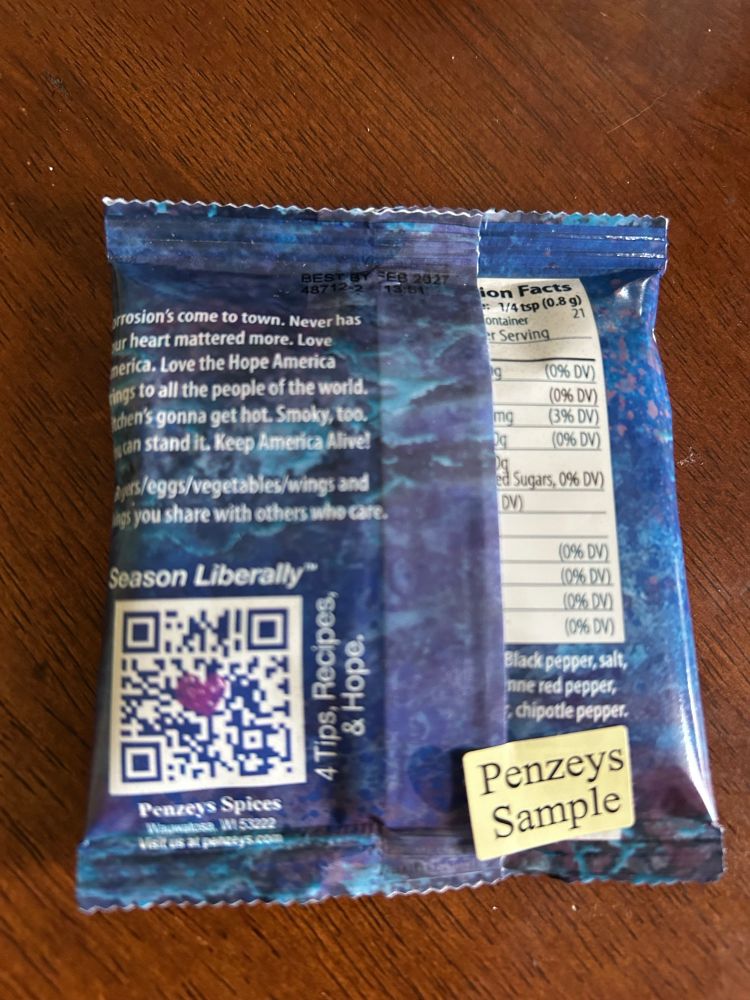 BEST BY FEB 2027
48712-2 13:51
orrosion's come to town. Never has
ur heart mattered more. Love
merica. Love the Hope America
rings to all the people of the world.
tchen's gonna get hot. Smoky, too.
u can stand it. Keep America Alive!
rgers/eggs/vegetables/wings and
ings you share with others who care.
Season Liberally™
4 Tips, Recipes,
& Hope.
Penzeys Spices
Wauwatosa, WI 53222
Visit us at penzeys.com
ion Facts
: 1/4 tsp (0.8 g)
ontainer 21
er Serving
g (0% DV)
(0% DV)
mg (3% DV)
0g (0% DV)
0g
ed Sugars, 0% DV)
DV)
(0% DV)
(0% DV)
(0% DV)
(0% DV)
Black pepper, salt,
nne red pepper,
r, chipotle pepper.
Penzeys
Sample